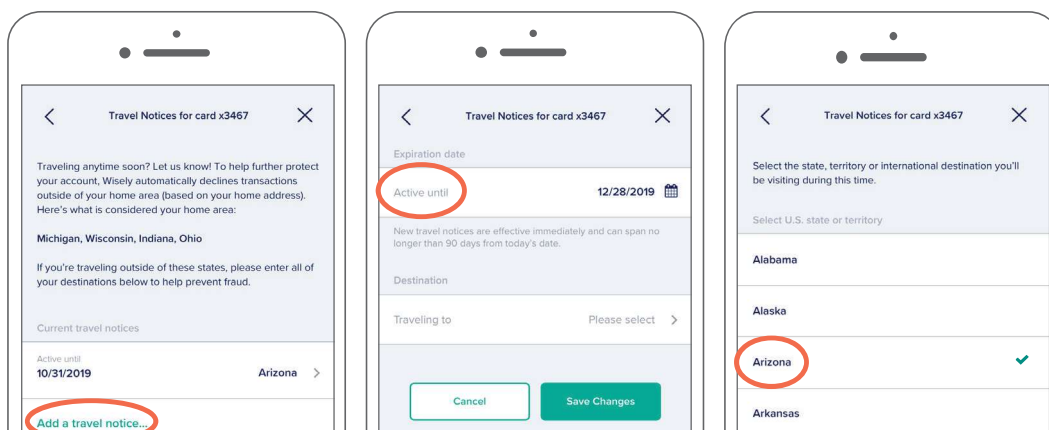 Travel Notices for card x3467
Traveling anytime soon? Let us know! To help further protect
your account, Wisely automatically declines transactions
outside of your home area (based on your home address).
Here's what is considered your home area:
Michigan, Wisconsin, Indiana, Ohio
If you're traveling outside of these states, please enter all of
your destinations below to help prevent fraud.
Current travel notices
Active until
10/31/2019 Arizona
Add a travel notice...
Travel Notices for card x3467
Expiration date
Active until 12/28/2019
New travel notices are effective immediately and can span no
longer than 90 days from today's date.
Destination
Traveling to Please select
Cancel Save Changes
Travel Notices for card x3467
Select the state, territory or international destination you'll
be visiting during this time.
Select U.S. state or territory
Alabama
Alaska
Arizona
Arkansas